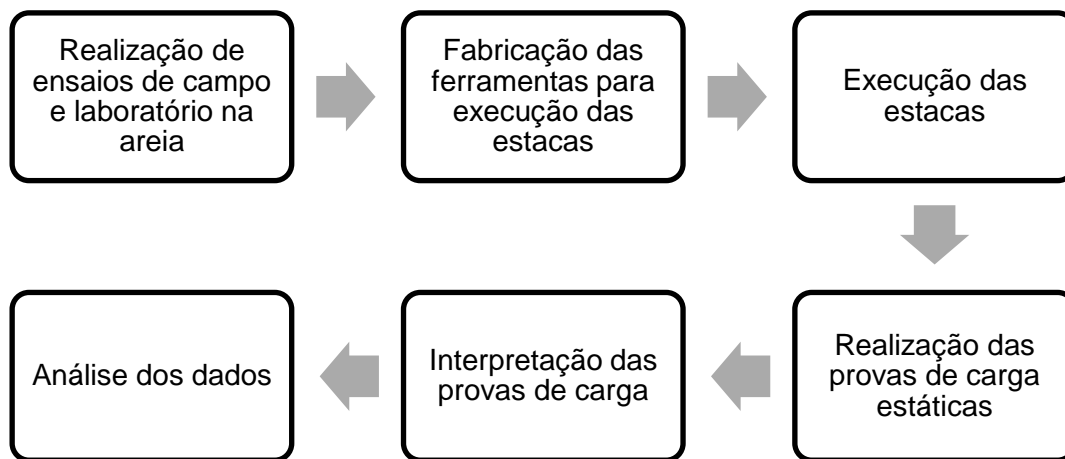 Realização de
ensaios de campo
e laboratório na
areia
Fabricação das
ferramentas para
execução das
estacas
Execução das
estacas
Realização das
provas de carga
estáticas
Interpretação das
provas de carga
Análise dos dados